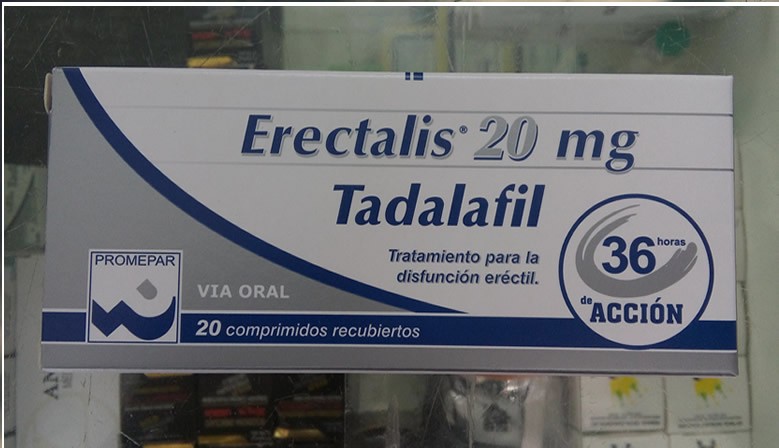 Erectalis® 20 mg
Tadalafil
Tratamiento para la
disfunción eréctil.
36 horas
de ACCIÓN
PROMEPAR
VIA ORAL
20 comprimidos recubiertos